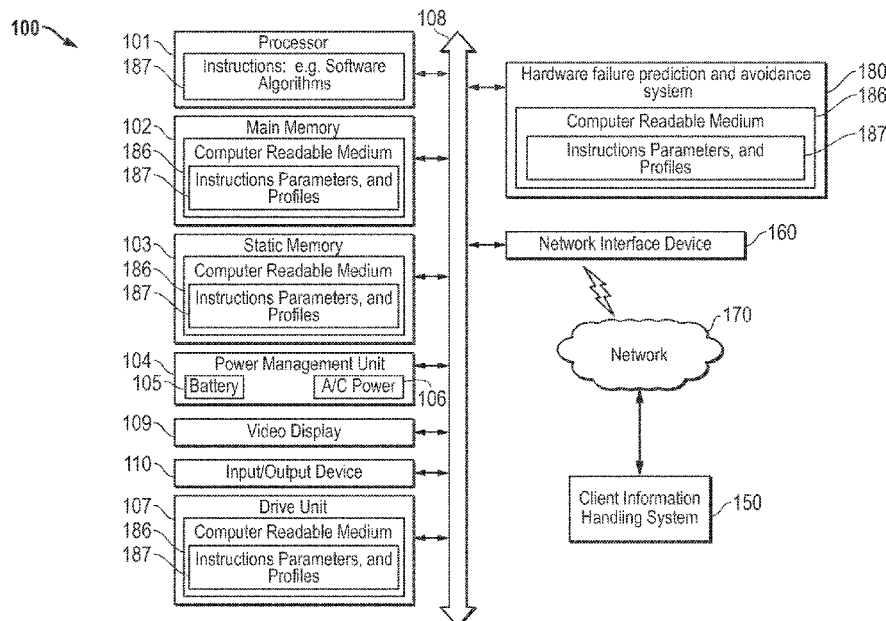 100
108
101
Processor
187
Instructions: e.g. Software
Algorithms
102
Main Memory
186
Computer Readable Medium
187
Instructions Parameters, and
Profiles
103
Static Memory
186
Computer Readable Medium
187
Instructions Parameters, and
Profiles
104
Power Management Unit
105
Battery
A/C Power
106
109
Video Display
110
Input/Output Device
107
Drive Unit
186
Computer Readable Medium
187
Instructions Parameters, and
Profiles
Hardware failure prediction and avoidance
system
180
186
Computer Readable Medium
187
Instructions Parameters, and
Profiles
Network Interface Device
160
170
Network
Client Information
Handling System
150